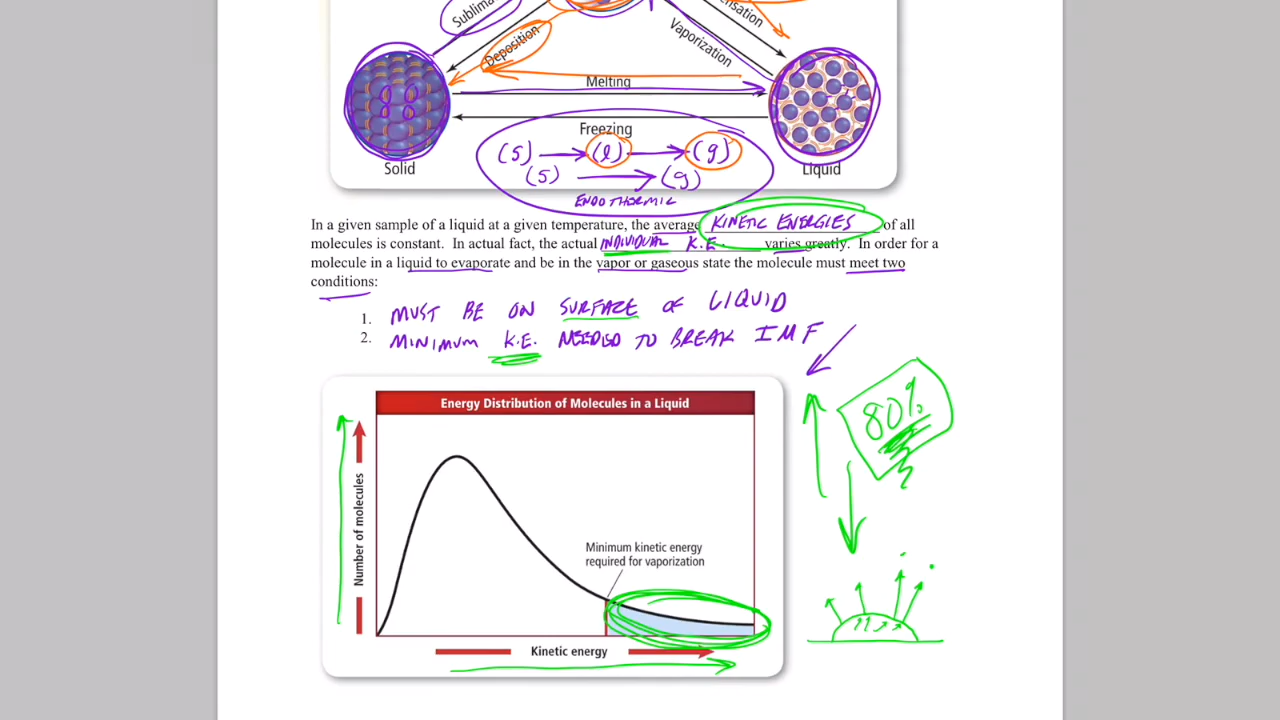 Deposition
Vaporization
Melting
Freezing
(s) → (l) → (g)
(s) → (g)
ENDOTHERMIC
Solid
Liquid
In a given sample of a liquid at a given temperature, the average KINETIC ENERGIES of all
molecules is constant. In actual fact, the actual INDIVIDUAL K.E. varies greatly. In order for a
molecule in a liquid to evaporate and be in the vapor or gaseous state the molecule must meet two
conditions:
1. MUST BE ON SURFACE OF LIQUID
2. MINIMUM K.E. NEEDED TO BREAK IMF
80%
Energy Distribution of Molecules in a Liquid
Number of molecules
Minimum kinetic energy
required for vaporization
Kinetic energy